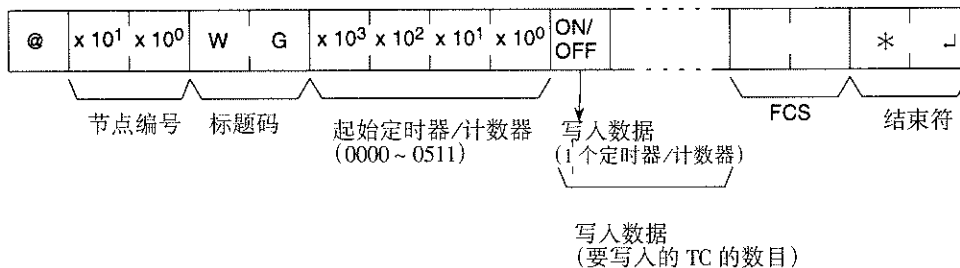 @ x 10¹ x 10⁰ W G x 10³ x 10² x 10¹ x 10⁰ ON/
OFF
* ↵
节点编号 标题码 起始定时器/计数器 写入数据 FCS 结束符
(0000~0511) (1个定时器/计数器)
写入数据
(要写入的 TC 的数目)